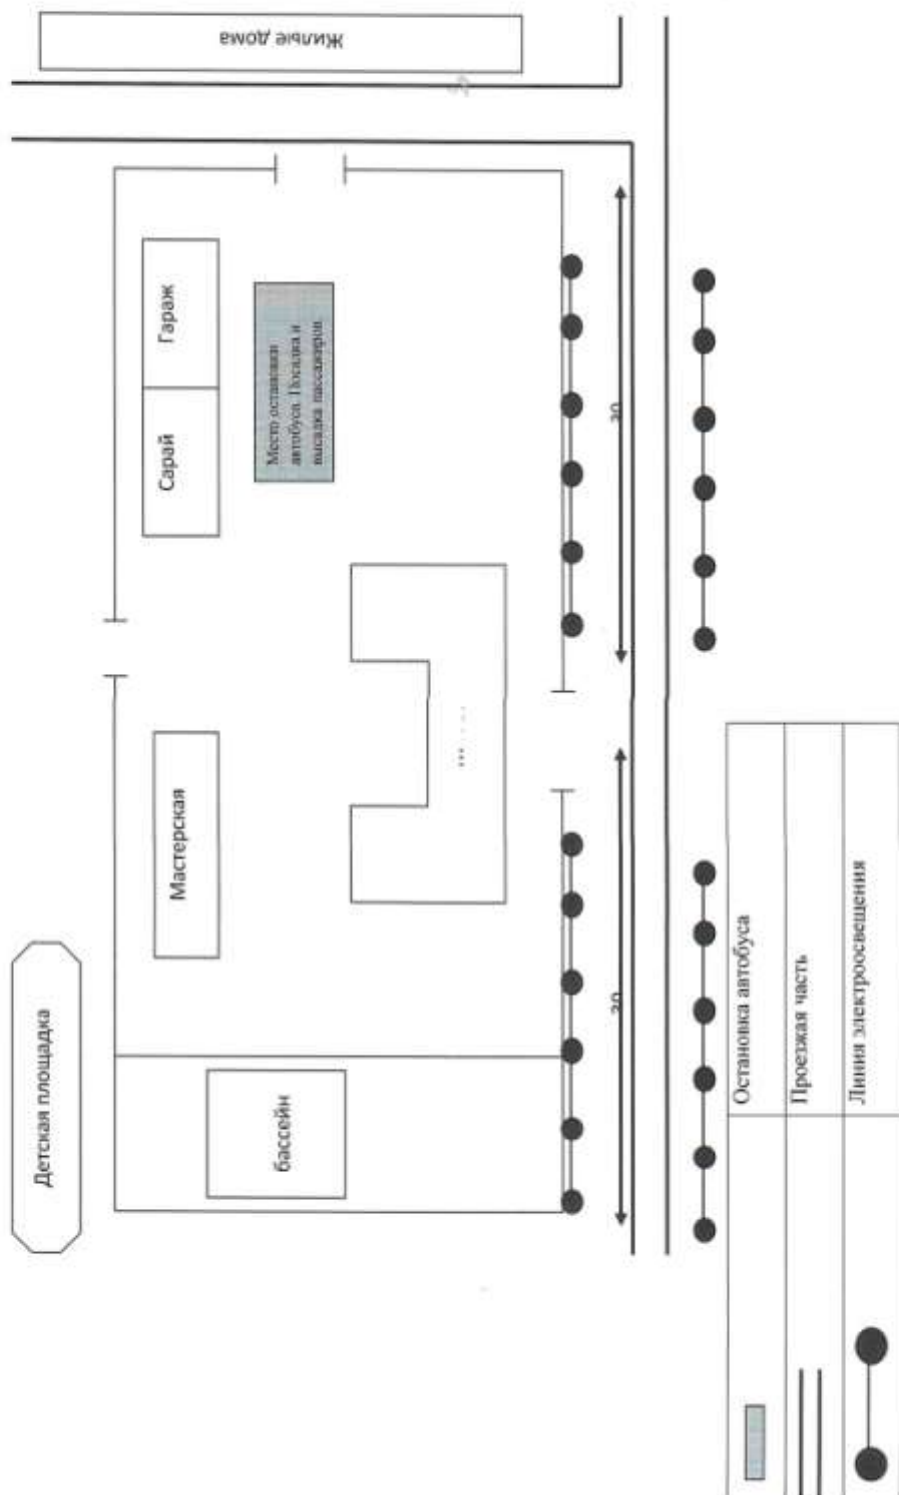 Жилые дома
Гараж
Сарай
Место остановки
автобуса. Посадка и
высадка пассажиров.
30
Мастерская
Детская площадка
бассейн
30
Остановка автобуса
Проезжая часть
Линия электроосвещения